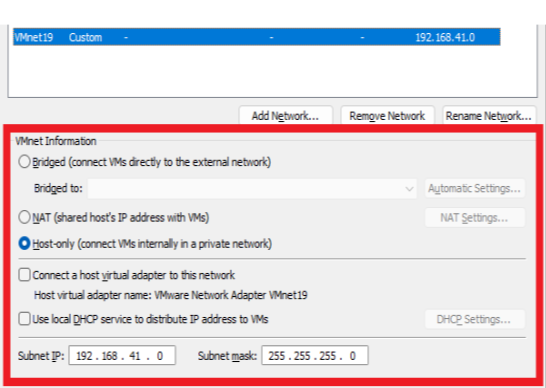 VMnet19 Custom - - - 192.168.41.0
Add Network... Remove Network Rename Network...
VMnet Information
Bridged (connect VMs directly to the external network)
Bridged to: Automatic Settings...
NAT (shared host's IP address with VMs) NAT Settings...
Host-only (connect VMs internally in a private network)
Connect a host virtual adapter to this network
Host virtual adapter name: VMware Network Adapter VMnet19
Use local DHCP service to distribute IP address to VMs DHCP Settings...
Subnet IP: 192 . 168 . 41 . 0 Subnet mask: 255 . 255 . 255 . 0